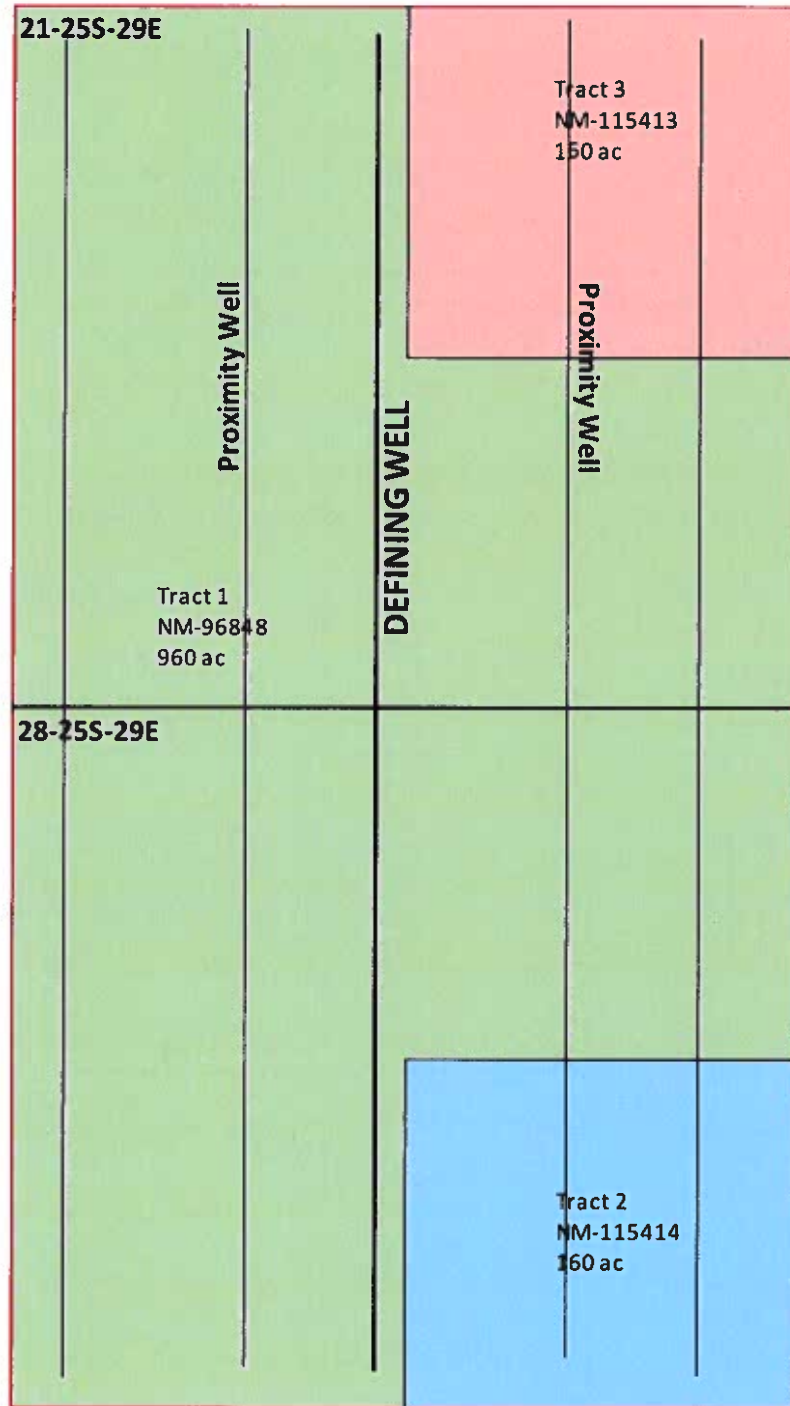 21-25S-29E
Tract 3
NM-115413
160 ac
Proximity Well
Proximity Well
DEFINING WELL
Tract 1
NM-96848
960 ac
28-25S-29E
Tract 2
NM-115414
160 ac